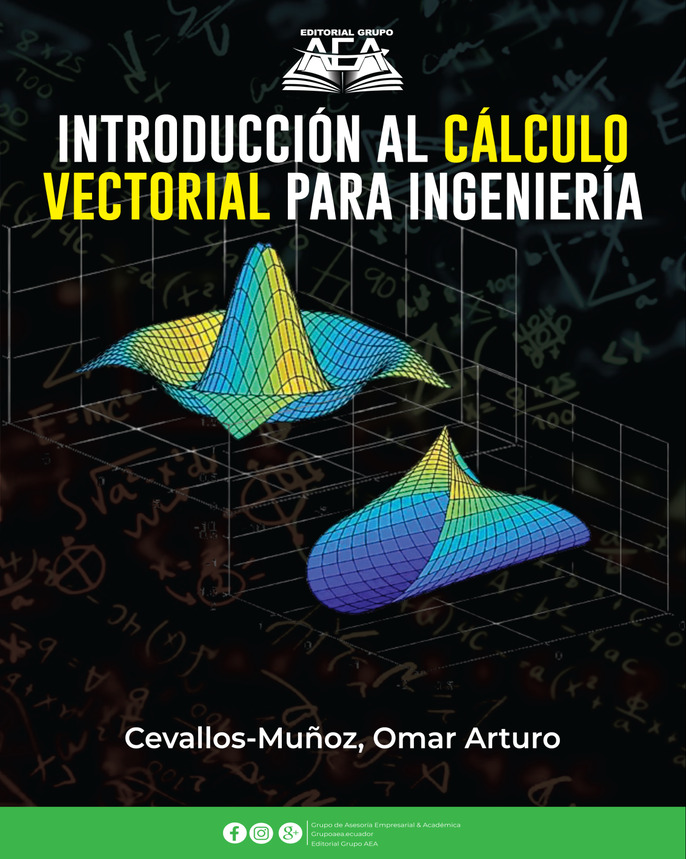 EDITORIAL GRUPO
AEA
INTRODUCCIÓN AL CÁLCULO
VECTORIAL PARA INGENIERÍA
Cevallos-Muñoz, Omar Arturo
Grupo de Asesoría Empresarial & Académica
Grupoaea.ecuador
Editorial Grupo AEA